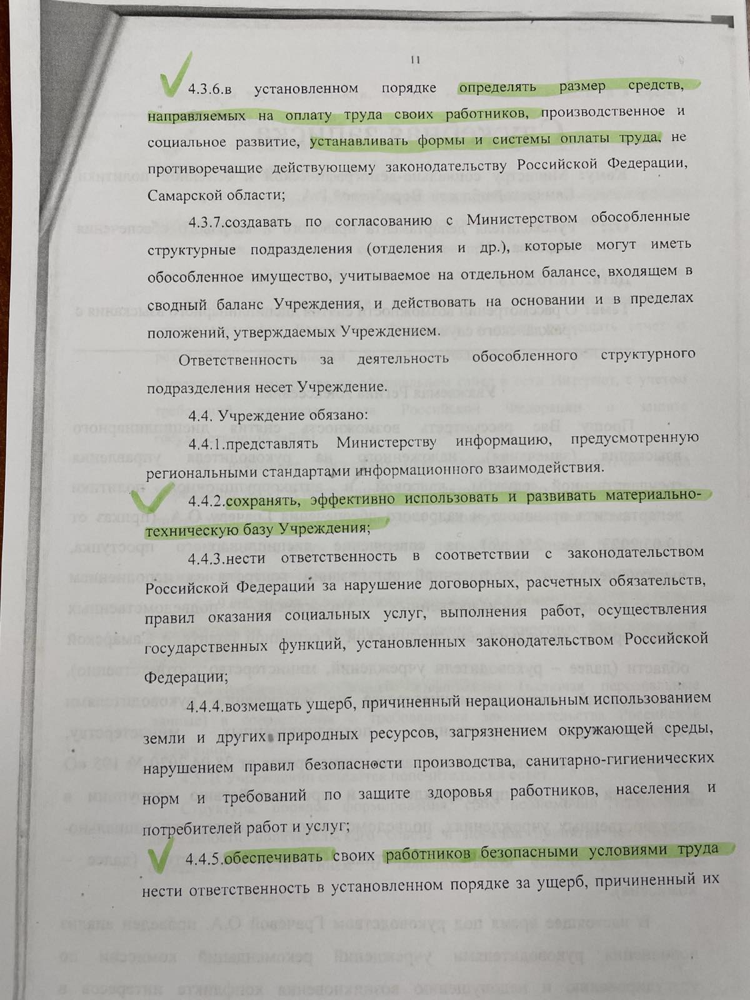 11
4.3.6.в установленном порядке определять размер средств,
направляемых на оплату труда своих работников, производственное и
социальное развитие, устанавливать формы и системы оплаты труда, не
противоречащие действующему законодательству Российской Федерации,
Самарской области;
4.3.7.создавать по согласованию с Министерством обособленные
структурные подразделения (отделения и др.), которые могут иметь
обособленное имущество, учитываемое на отдельном балансе, входящем в
сводный баланс Учреждения, и действовать на основании и в пределах
положений, утверждаемых Учреждением.
Ответственность за деятельность обособленного структурного
подразделения несет Учреждение.
4.4. Учреждение обязано:
4.4.1.представлять Министерству информацию, предусмотренную
региональными стандартами информационного взаимодействия.
4.4.2.сохранять, эффективно использовать и развивать материально-
техническую базу Учреждения;
4.4.3.нести ответственность в соответствии с законодательством
Российской Федерации за нарушение договорных, расчетных обязательств,
правил оказания социальных услуг, выполнения работ, осуществления
государственных функций, установленных законодательством Российской
Федерации;
4.4.4.возмещать ущерб, причиненный нерациональным использованием
земли и других природных ресурсов, загрязнением окружающей среды,
нарушением правил безопасности производства, санитарно-гигиенических
норм и требований по защите здоровья работников, населения и
потребителей работ и услуг;
4.4.5.обеспечивать своих работников безопасными условиями труда
нести ответственность в установленном порядке за ущерб, причиненный их